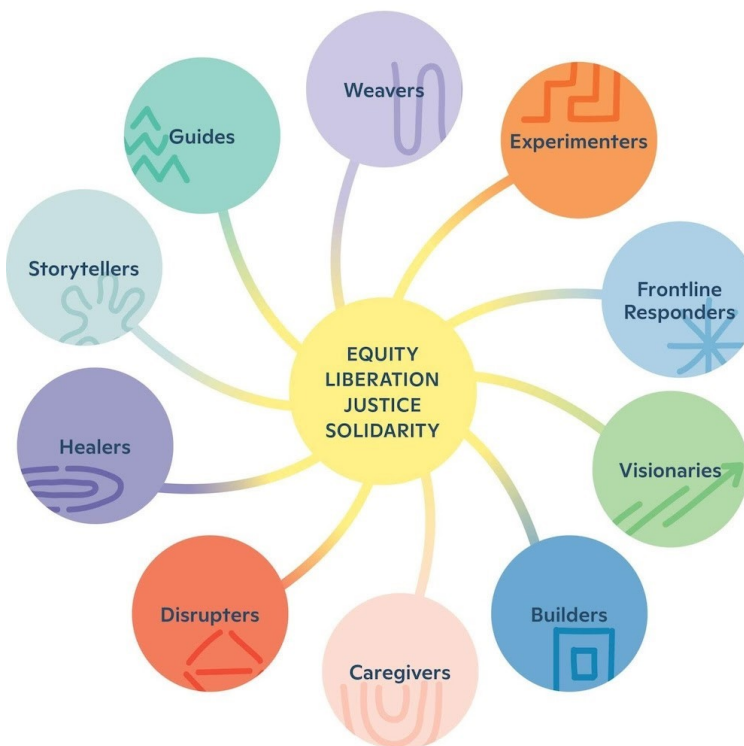 Weavers
Experimenters
Frontline
Responders
Visionaries
Builders
Caregivers
Disrupters
Healers
Storytellers
Guides
EQUITY
LIBERATION
JUSTICE
SOLIDARITY